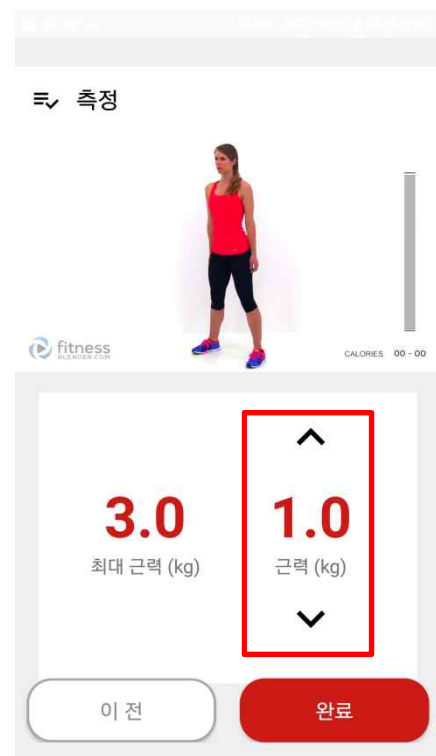 측정
fitness
BLENDER.COM
CALORIES 00 - 00
3.0
최대 근력 (kg)
1.0
근력 (kg)
이 전
완료